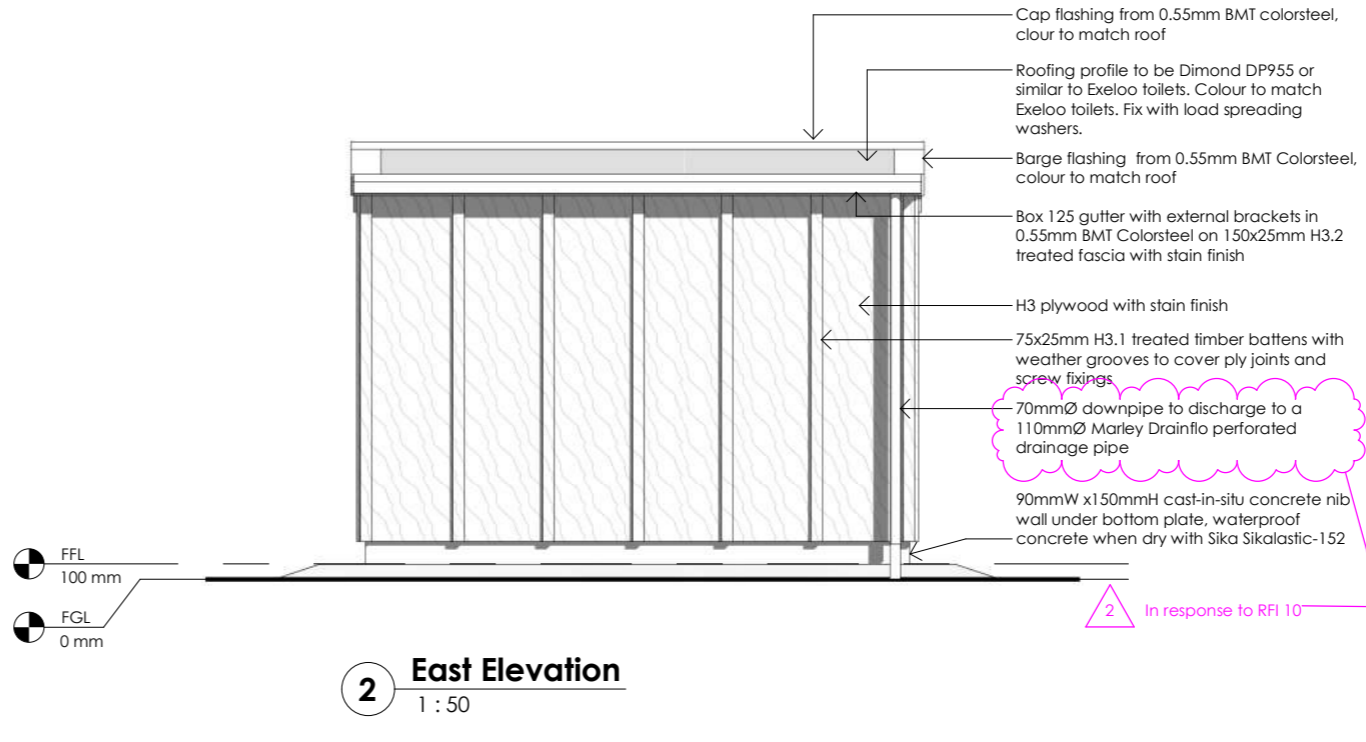 Cap flashing from 0.55mm BMT colorsteel,
clour to match roof
Roofing profile to be Dimond DP955 or
similar to Exeloo toilets. Colour to match
Exeloo toilets. Fix with load spreading
washers.
Barge flashing from 0.55mm BMT Colorsteel,
colour to match roof
Box 125 gutter with external brackets in
0.55mm BMT Colorsteel on 150x25mm H3.2
treated fascia with stain finish
H3 plywood with stain finish
75x25mm H3.1 treated timber battens with
weather grooves to cover ply joints and
screw fixings
70mmØ downpipe to discharge to a
110mmØ Marley Drainflo perforated
drainage pipe
90mmW x150mmH cast-in-situ concrete nib
wall under bottom plate, waterproof
concrete when dry with Sika Sikalastic-152
FFL
100 mm
FGL
0 mm
2 In response to RFI 10
2 East Elevation
1 : 50